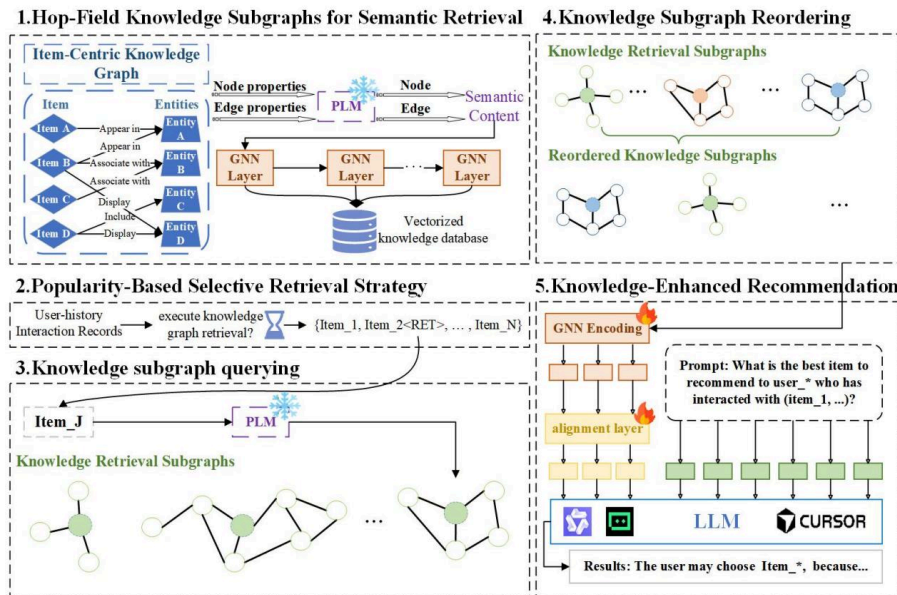 1.Hop-Field Knowledge Subgraphs for Semantic Retrieval
Item-Centric Knowledge
Graph
Item
Entities
Item A
Item B
Item C
Item D
Appear in
Appear in
Associate with
Associate with
Display
Include
Display
Entity
A
Entity
B
Entity
C
Entity
D
Node properties
Edge properties
PLM
Node
Edge
Semantic
Content
GNN
Layer
GNN
Layer
...
GNN
Layer
Vectorized
knowledge database
2.Popularity-Based Selective Retrieval Strategy
User-history
Interaction Records
execute knowledge
graph retrieval?
{Item_1, Item_2<RET>, ... , Item_N}
3.Knowledge subgraph querying
Item_J
PLM
Knowledge Retrieval Subgraphs
...
4.Knowledge Subgraph Reordering
Knowledge Retrieval Subgraphs
...
...
Reordered Knowledge Subgraphs
...
5.Knowledge-Enhanced Recommendation
GNN Encoding
alignment layer
Prompt: What is the best item to
recommend to user_* who has
interacted with (item_1, ...)?
LLM
CURSOR
Results: The user may choose Item_*, because...